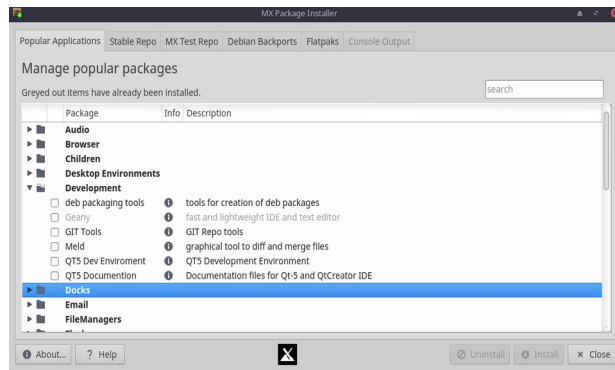 MX Package Installer
Popular Applications Stable Repo MX Test Repo Debian Backports Flatpaks Console Output
Manage popular packages
Greyed out items have already been installed.
search
Package Info Description
Audio
Browser
Children
Desktop Environments
Development
deb packaging tools tools for creation of deb packages
Geany fast and lightweight IDE and text editor
GIT Tools GIT Repo tools
Meld graphical tool to diff and merge files
QT5 Dev Enviroment QT5 Development Environment
QT5 Documention Documentation files for Qt-5 and QtCreator IDE
Docks
Email
FileManagers
About... ? Help Uninstall Install Close